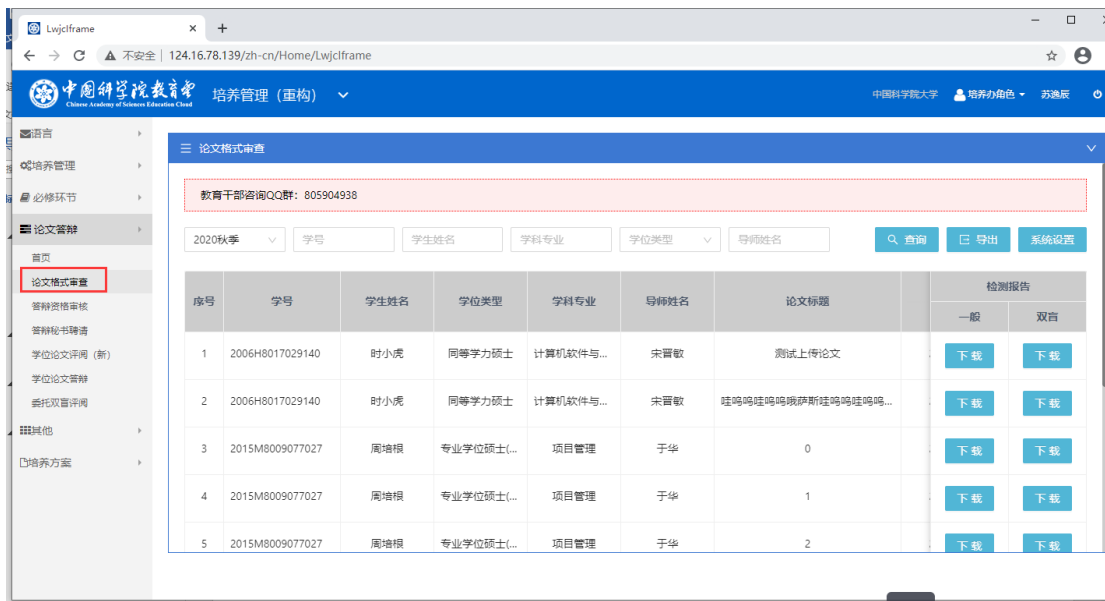 LwjcIframe
不安全 | 124.16.78.139/zh-cn/Home/LwjcIframe
中国科学院教育云
Chinese Academy of Sciences Education Cloud
培养管理（重构）
中国科学院大学 培养办角色 苏逸辰
语言
培养管理
必修环节
论文答辩
首页
论文格式审查
答辩资格审核
答辩秘书聘请
学位论文评阅（新）
学位论文答辩
委托双盲评阅
其他
培养方案
论文格式审查
教育干部咨询QQ群：805904938
2020秋季 学号 学生姓名 学科专业 学位类型 导师姓名 查询 导出 系统设置
序号 学号 学生姓名 学位类型 学科专业 导师姓名 论文标题 检测报告
一般 双盲
1 2006H8017029140 时小虎 同等学力硕士 计算机软件与... 宋晋敏 测试上传论文 下载 下载
2 2006H8017029140 时小虎 同等学力硕士 计算机软件与... 宋晋敏 哇呜呜哇呜呜哦萨斯哇呜呜哇呜呜... 下载 下载
3 2015M8009077027 周培根 专业学位硕士(... 项目管理 于华 0 下载 下载
4 2015M8009077027 周培根 专业学位硕士(... 项目管理 于华 1 下载 下载
5 2015M8009077027 周培根 专业学位硕士(... 项目管理 于华 2 下载 下载